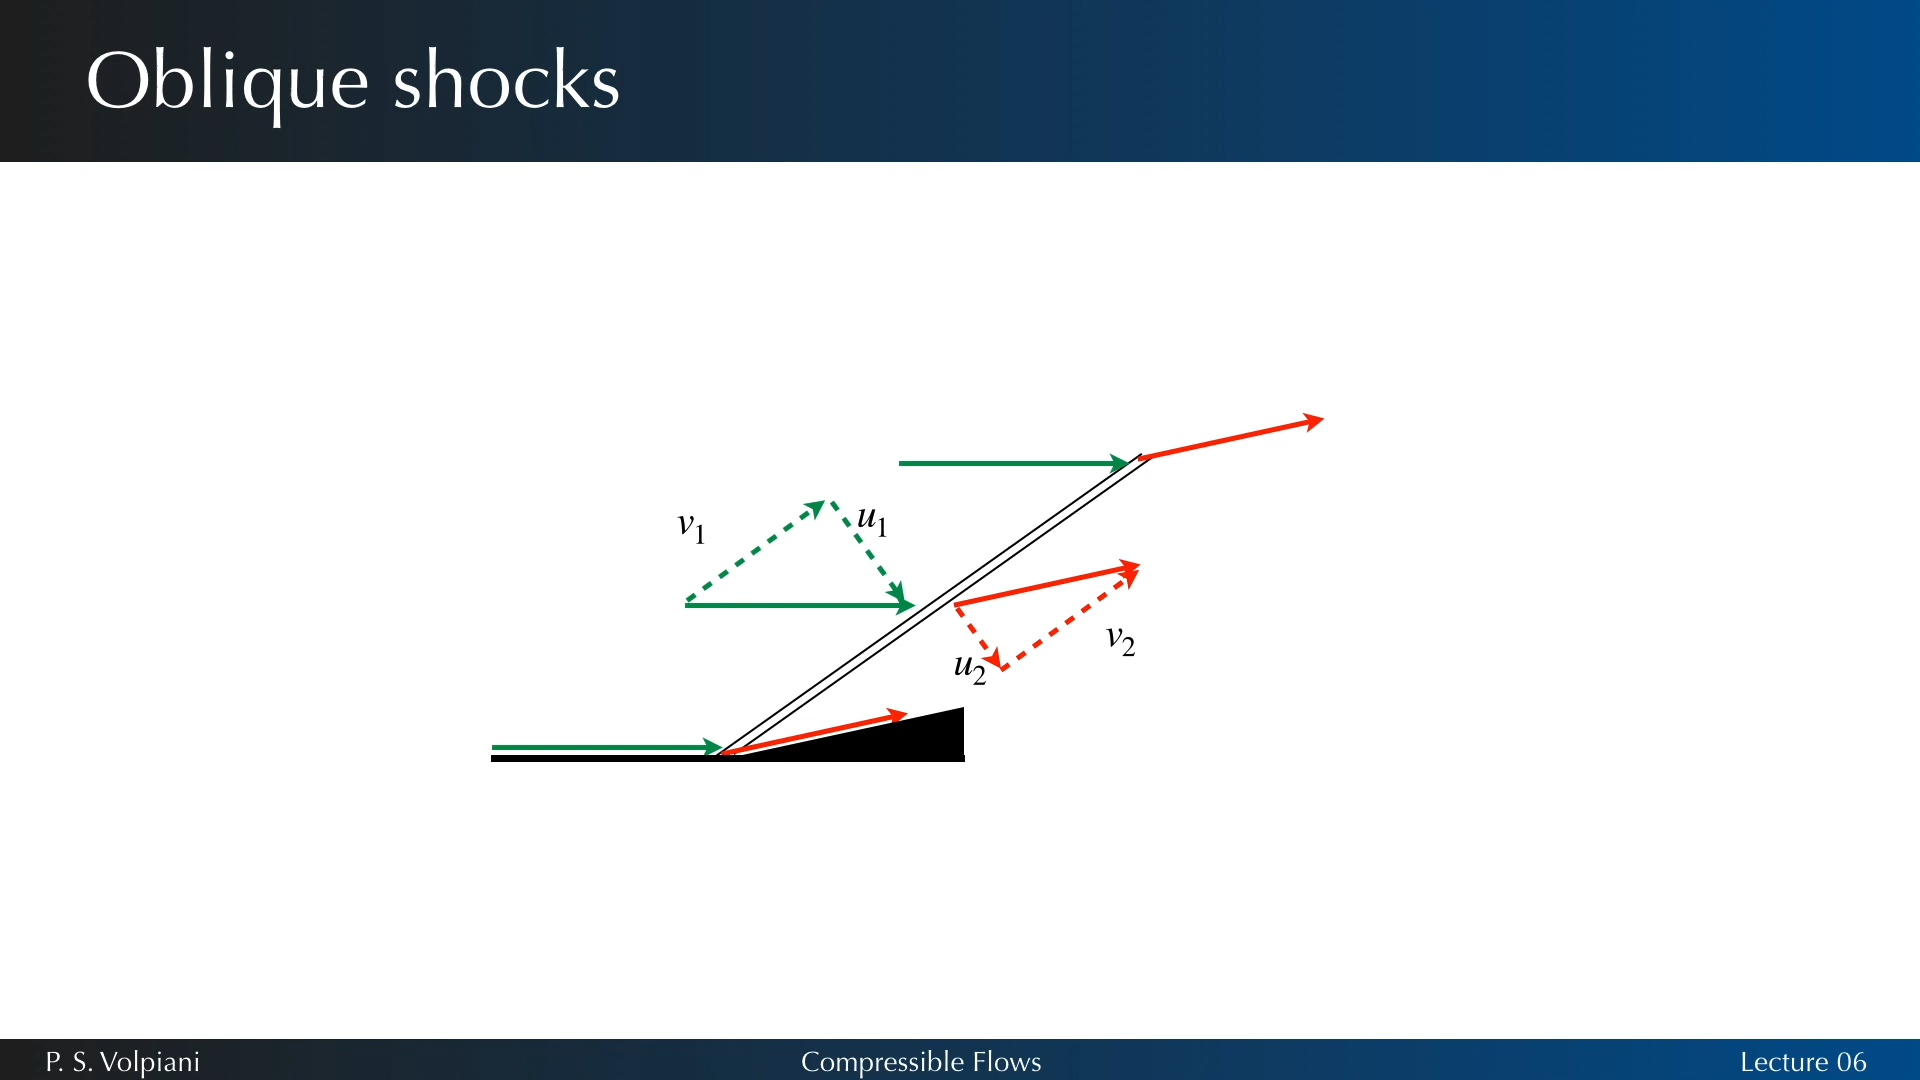 Oblique shocks
v₁
u₁
v₂
u₂
P. S. Volpiani
Compressible Flows
Lecture 06